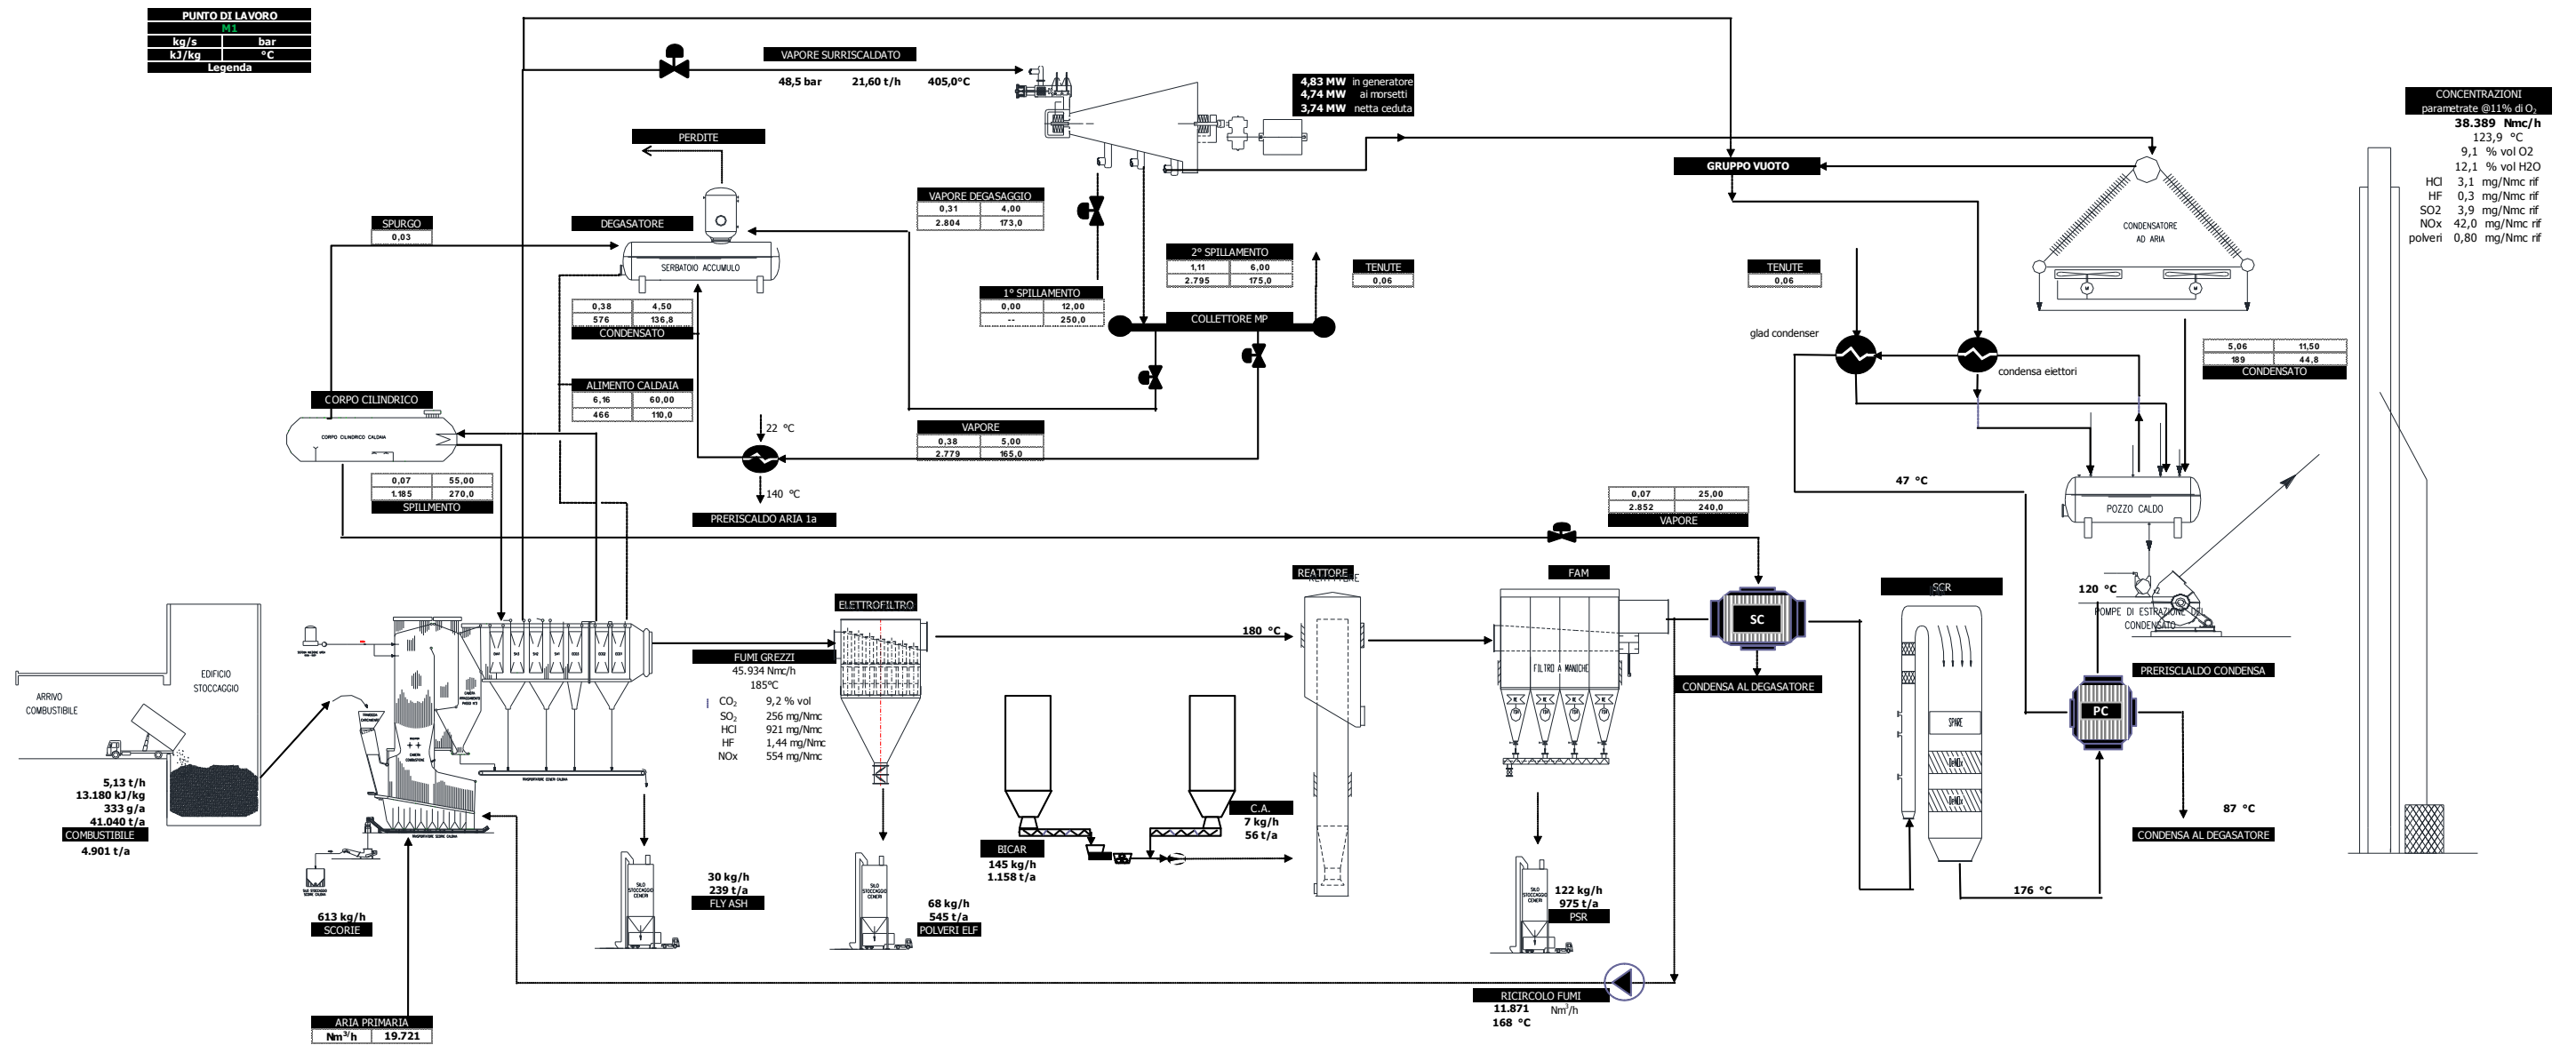 PUNTO DI LAVORO
M1
kg/s bar
kJ/kg °C
Legenda
VAPORE SURRISCALDATO
48,5 bar 21,60 t/h 405,0°C
4,83 MW in generatore
4,74 MW ai morsetti
3,74 MW netta ceduta
CONCENTRAZIONI
parametrate @11% di O2
38.389 Nmc/h
123,9 °C
9,1 % vol O2
12,1 % vol H2O
HCl 3,1 mg/Nmc rif
HF 0,3 mg/Nmc rif
SO2 3,9 mg/Nmc rif
NOx 42,0 mg/Nmc rif
polveri 0,80 mg/Nmc rif
PERDITE
GRUPPO VUOTO
CONDENSATORE
AD ARIA
M
M
SPURGO
0,03
DEGASATORE
SERBATOIO ACCUMULO
VAPORE DEGASAGGIO
0,31 4,00
2.804 173,0
2° SPILLAMENTO
1,11 6,00
2.795 175,0
TENUTE
0,06
TENUTE
0,06
1° SPILLAMENTO
0,00 12,00
-- 250,0
COLLETTORE MP
0,38 4,50
576 136,8
CONDENSATO
glad condenser
condensa eiettori
5,06 11,50
189 44,8
CONDENSATO
ALIMENTO CALDAIA
6,16 60,00
466 110,0
CORPO CILINDRICO
CORPO CILINDRICO CALDAIA
22 °C
VAPORE
0,38 5,00
2.779 165,0
140 °C
PRERISCALDO ARIA 1a
0,07 55,00
1.185 270,0
SPILLMENTO
47 °C
0,07 25,00
2.852 240,0
VAPORE
POZZO CALDO
REATTORE
FAM
SCR
120 °C
POMPE DI ESTRAZIONE DEL
CONDENSATO
ELETTROFILTRO
SC
180 °C
FUMI GREZZI
45.934 Nmc/h
185°C
CO2 9,2 % vol
SO2 256 mg/Nmc
HCl 921 mg/Nmc
HF 1,44 mg/Nmc
NOx 554 mg/Nmc
EDIFICIO
STOCCAGGIO
ARRIVO
COMBUSTIBILE
FILTRO A MANICHE
CONDENSA AL DEGASATORE
PRERISCLALDO CONDENSA
PC
SPARE
DeNOx
DeNOx
5,13 t/h
13.180 kJ/kg
333 g/a
41.040 t/a
COMBUSTIBILE
4.901 t/a
87 °C
CONDENSA AL DEGASATORE
C.A.
7 kg/h
56 t/a
BICAR
145 kg/h
1.158 t/a
SILO
STOCCAGGIO
CENERI
30 kg/h
239 t/a
FLY ASH
SILO
STOCCAGGIO
CENERI
68 kg/h
545 t/a
POLVERI ELF
SILO
STOCCAGGIO
CENERI
122 kg/h
975 t/a
PSR
176 °C
613 kg/h
SCORIE
RICIRCOLO FUMI
11.871 Nm3/h
168 °C
ARIA PRIMARIA
Nm3/h 19.721